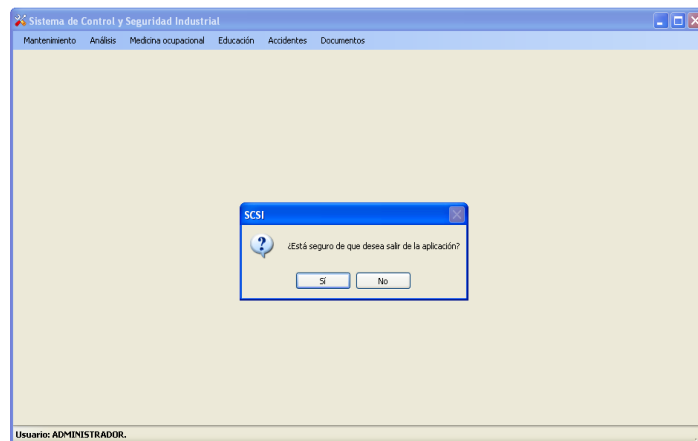 Sistema de Control y Seguridad Industrial
Mantenimiento Análisis Medicina ocupacional Educación Accidentes Documentos
SCSI
¿Está seguro de que desea salir de la aplicación?
Sí No
Usuario: ADMINISTRADOR.